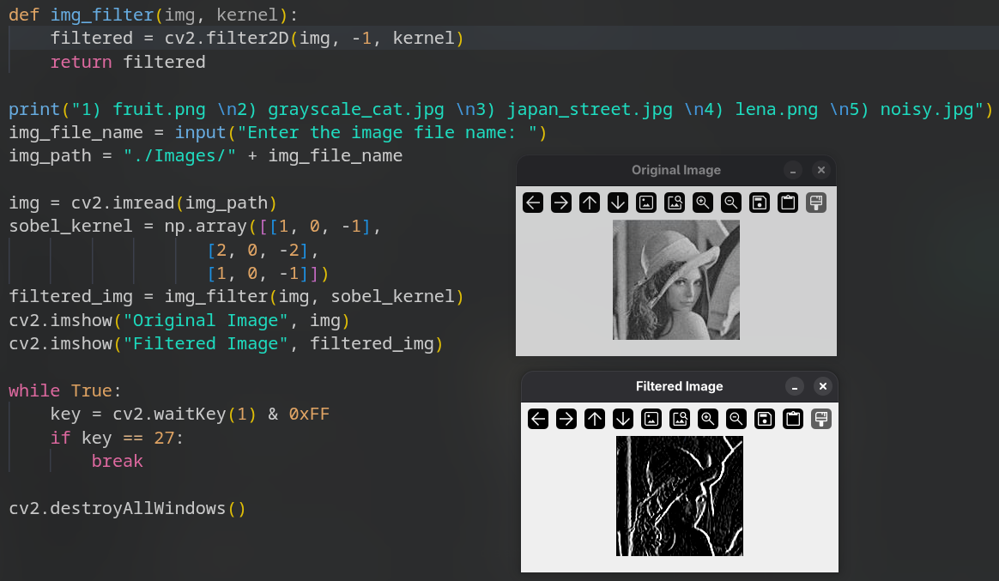 def img_filter(img, kernel):
    filtered = cv2.filter2D(img, -1, kernel)
    return filtered
print("1) fruit.png \n2) grayscale_cat.jpg \n3) japan_street.jpg \n4) lena.png \n5) noisy.jpg")
img_file_name = input("Enter the image file name: ")
img_path = "./Images/" + img_file_name
img = cv2.imread(img_path)
sobel_kernel = np.array([[1, 0, -1],
                   [2, 0, -2],
                   [1, 0, -1]])
filtered_img = img_filter(img, sobel_kernel)
cv2.imshow("Original Image", img)
cv2.imshow("Filtered Image", filtered_img)
while True:
    key = cv2.waitKey(1) & 0xFF
    if key == 27:
        break
cv2.destroyAllWindows()
Original Image
Filtered Image